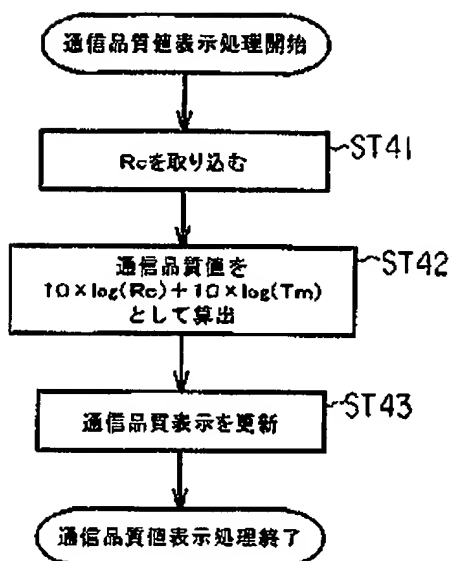 通信品質値表示処理開始
Rcを取り込む
ST41
通信品質値を
10×log(Rc)+10×log(Tm)
として算出
ST42
通信品質表示を更新
ST43
通信品質値表示処理終了